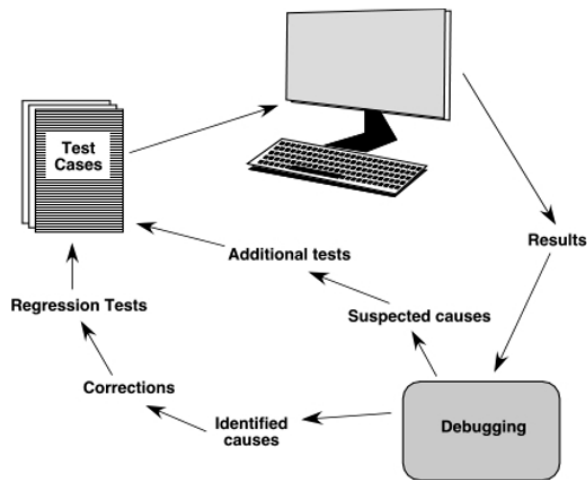 Test
Cases
Results
Additional tests
Regression Tests
Suspected causes
Corrections
Identified
causes
Debugging